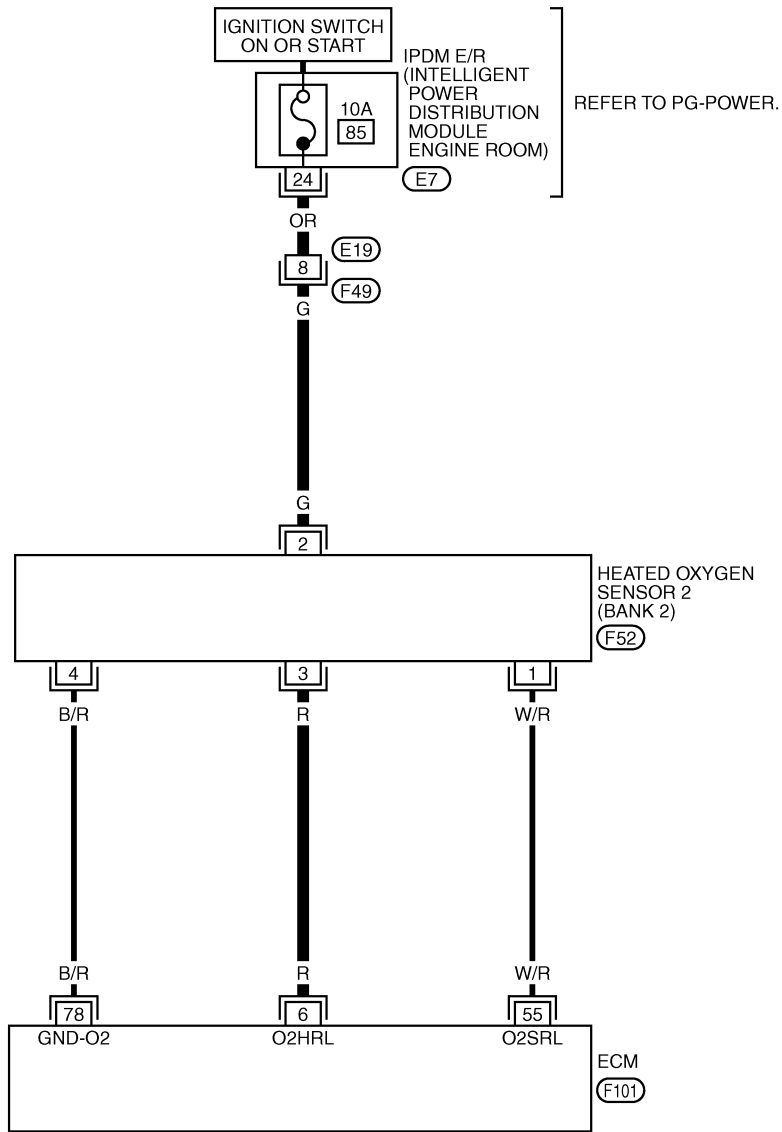 IGNITION SWITCH
ON OR START
IPDM E/R
(INTELLIGENT
POWER
DISTRIBUTION
MODULE
ENGINE ROOM)
REFER TO PG-POWER.
10A
85
24
E7
OR
E19
8
F49
G
G
2
HEATED OXYGEN
SENSOR 2
(BANK 2)
F52
4 3 1
B/R R W/R
B/R R W/R
78 6 55
GND-O2 O2HRL O2SRL
ECM
F101